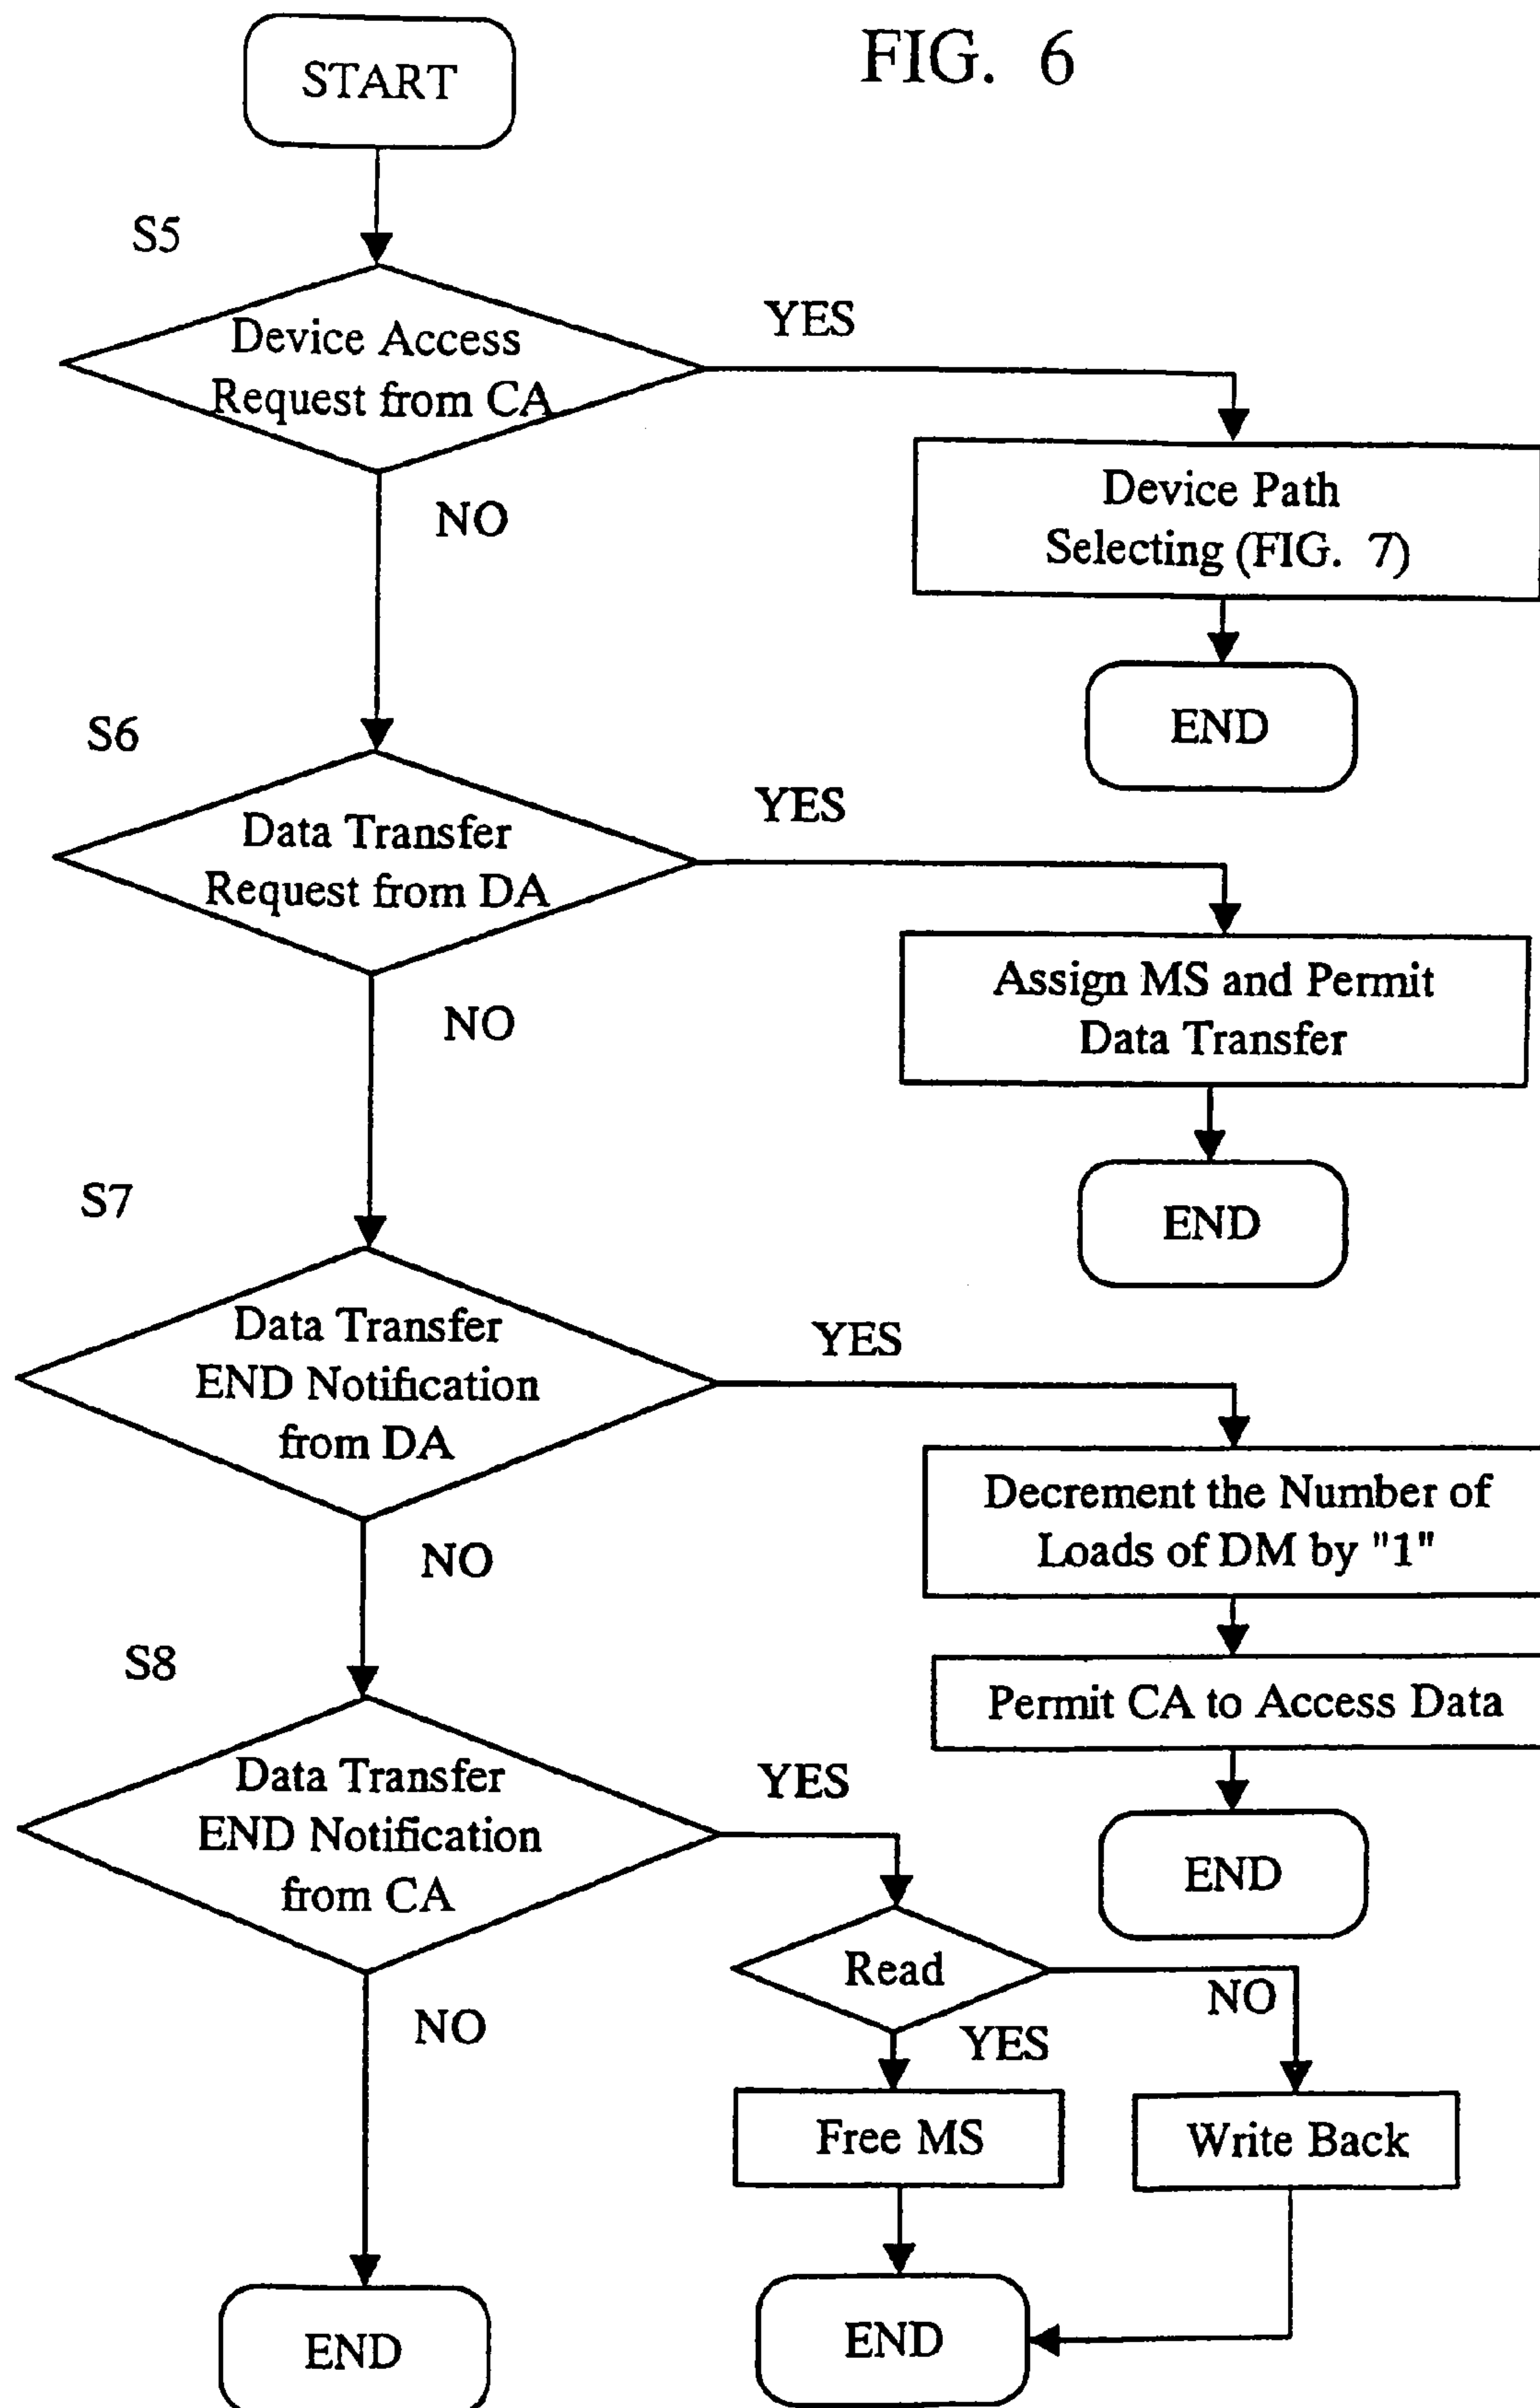 FIG. 6
START
S5
Device Access
Request from CA
YES
NO
Device Path
Selecting (FIG. 7)
END
S6
Data Transfer
Request from DA
YES
NO
Assign MS and Permit
Data Transfer
END
S7
Data Transfer
END Notification
from DA
YES
NO
Decrement the Number of
Loads of DM by "1"
Permit CA to Access Data
END
S8
Data Transfer
END Notification
from CA
YES
NO
Read
NO
YES
Free MS
Write Back
END
END